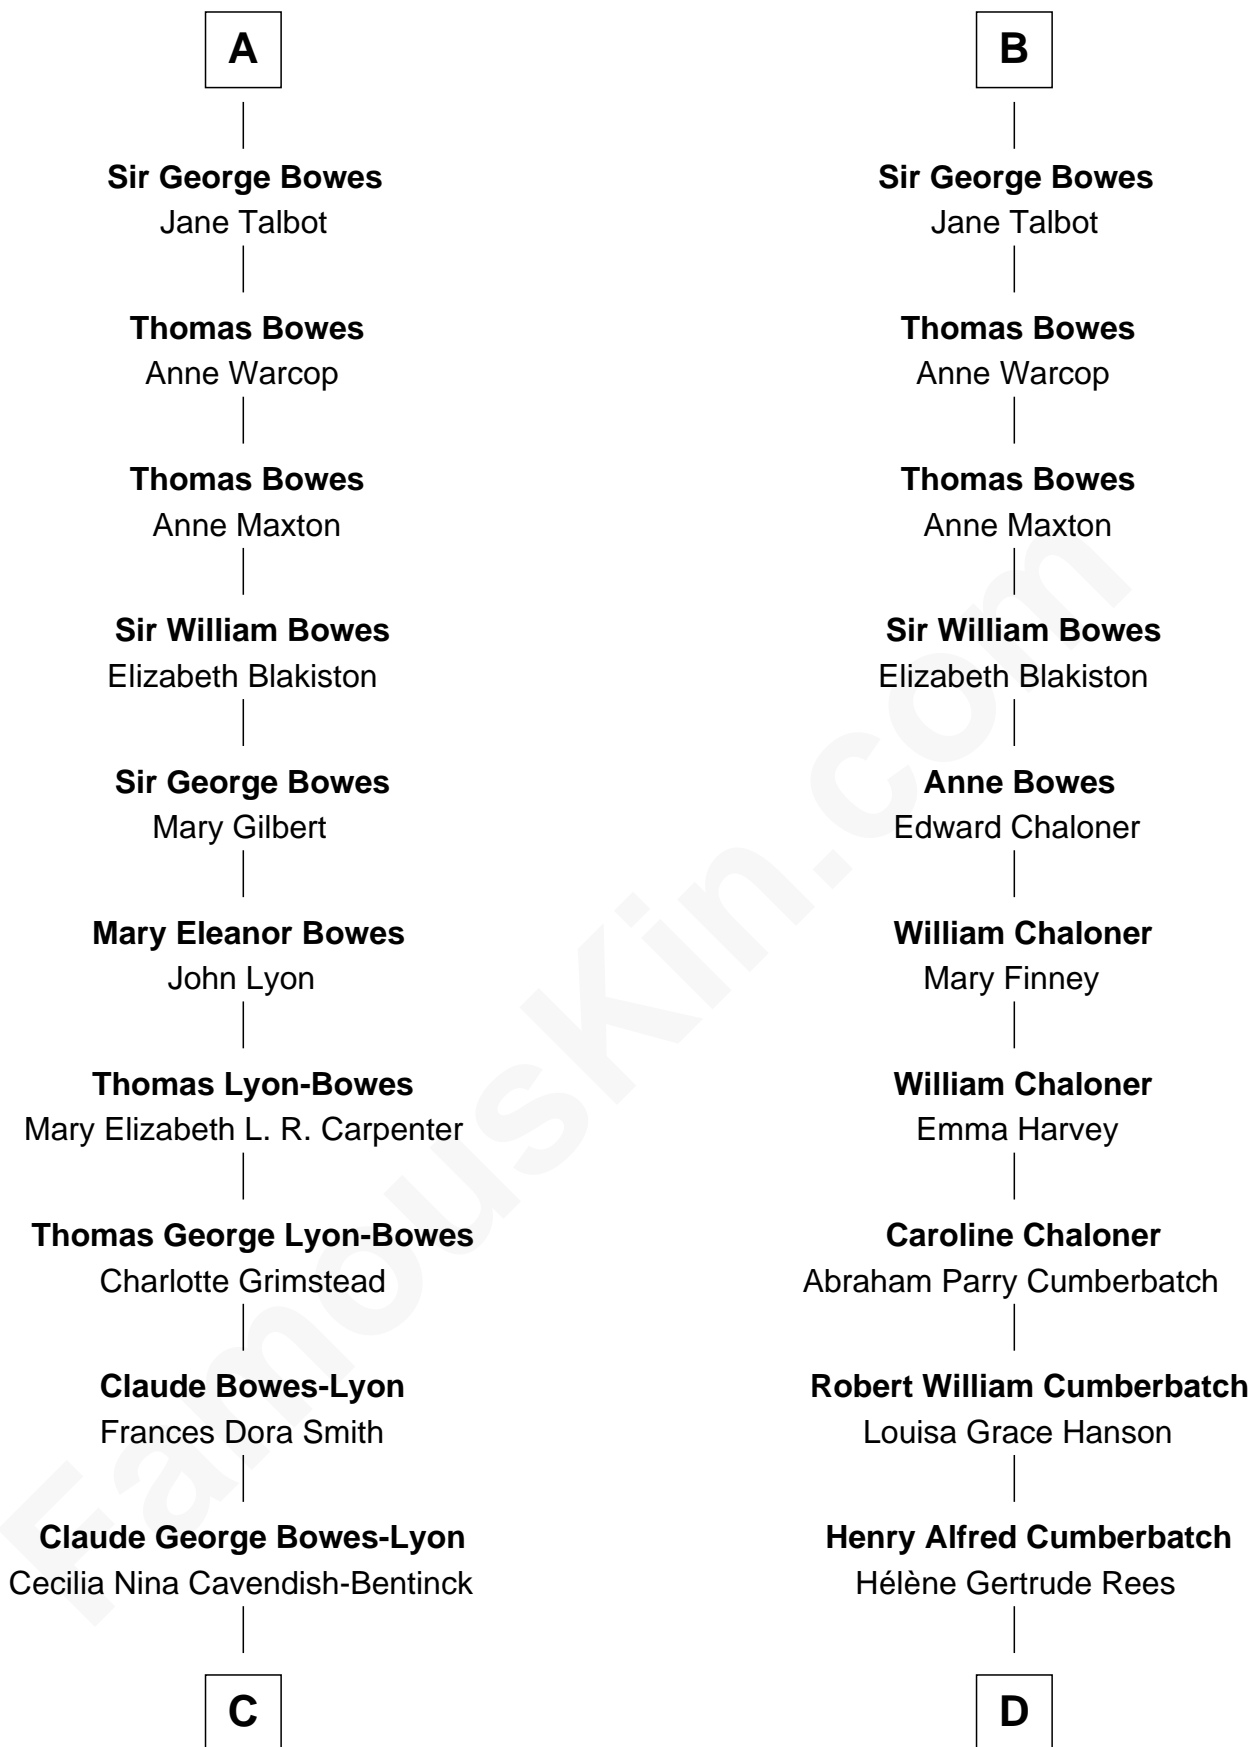 A
Sir George Bowes
Jane Talbot
Thomas Bowes
Anne Warcop
Thomas Bowes
Anne Maxton
Sir William Bowes
Elizabeth Blakiston
Sir George Bowes
Mary Gilbert
Mary Eleanor Bowes
John Lyon
Thomas Lyon-Bowes
Mary Elizabeth L. R. Carpenter
Thomas George Lyon-Bowes
Charlotte Grimstead
Claude Bowes-Lyon
Frances Dora Smith
Claude George Bowes-Lyon
Cecilia Nina Cavendish-Bentinck
C
B
Sir George Bowes
Jane Talbot
Thomas Bowes
Anne Warcop
Thomas Bowes
Anne Maxton
Sir William Bowes
Elizabeth Blakiston
Anne Bowes
Edward Chaloner
William Chaloner
Mary Finney
William Chaloner
Emma Harvey
Caroline Chaloner
Abraham Parry Cumberbatch
Robert William Cumberbatch
Louisa Grace Hanson
Henry Alfred Cumberbatch
Hélène Gertrude Rees
D
FamousKin.com